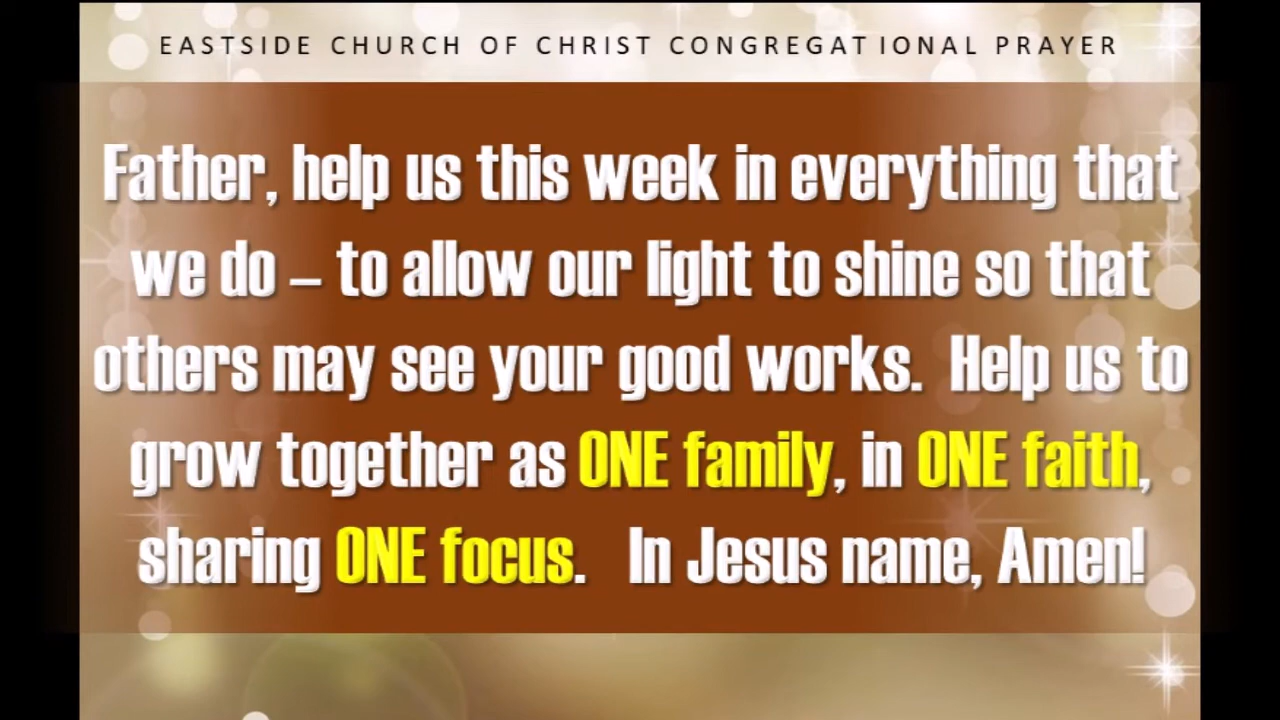 EASTSIDE CHURCH OF CHRIST CONGREGATIONAL PRAYER
Father, help us this week in everything that
we do – to allow our light to shine so that
others may see your good works.  Help us to
grow together as ONE family, in ONE faith,
sharing ONE focus.   In Jesus name, Amen!